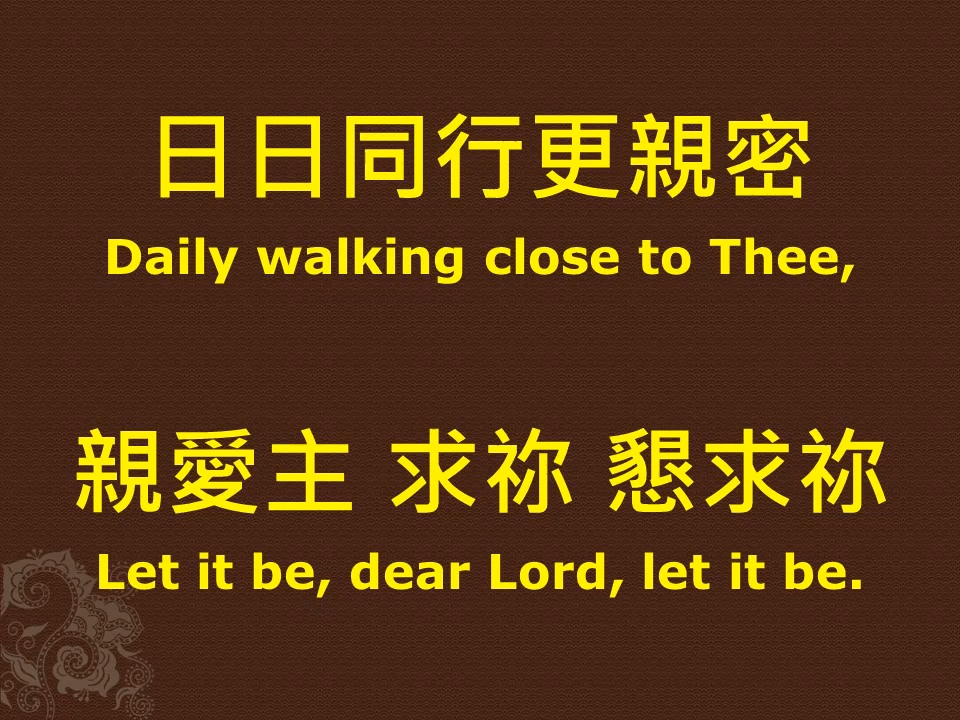 日日同行更親密
Daily walking close to Thee,
親愛主 求祢 懇求祢
Let it be, dear Lord, let it be.